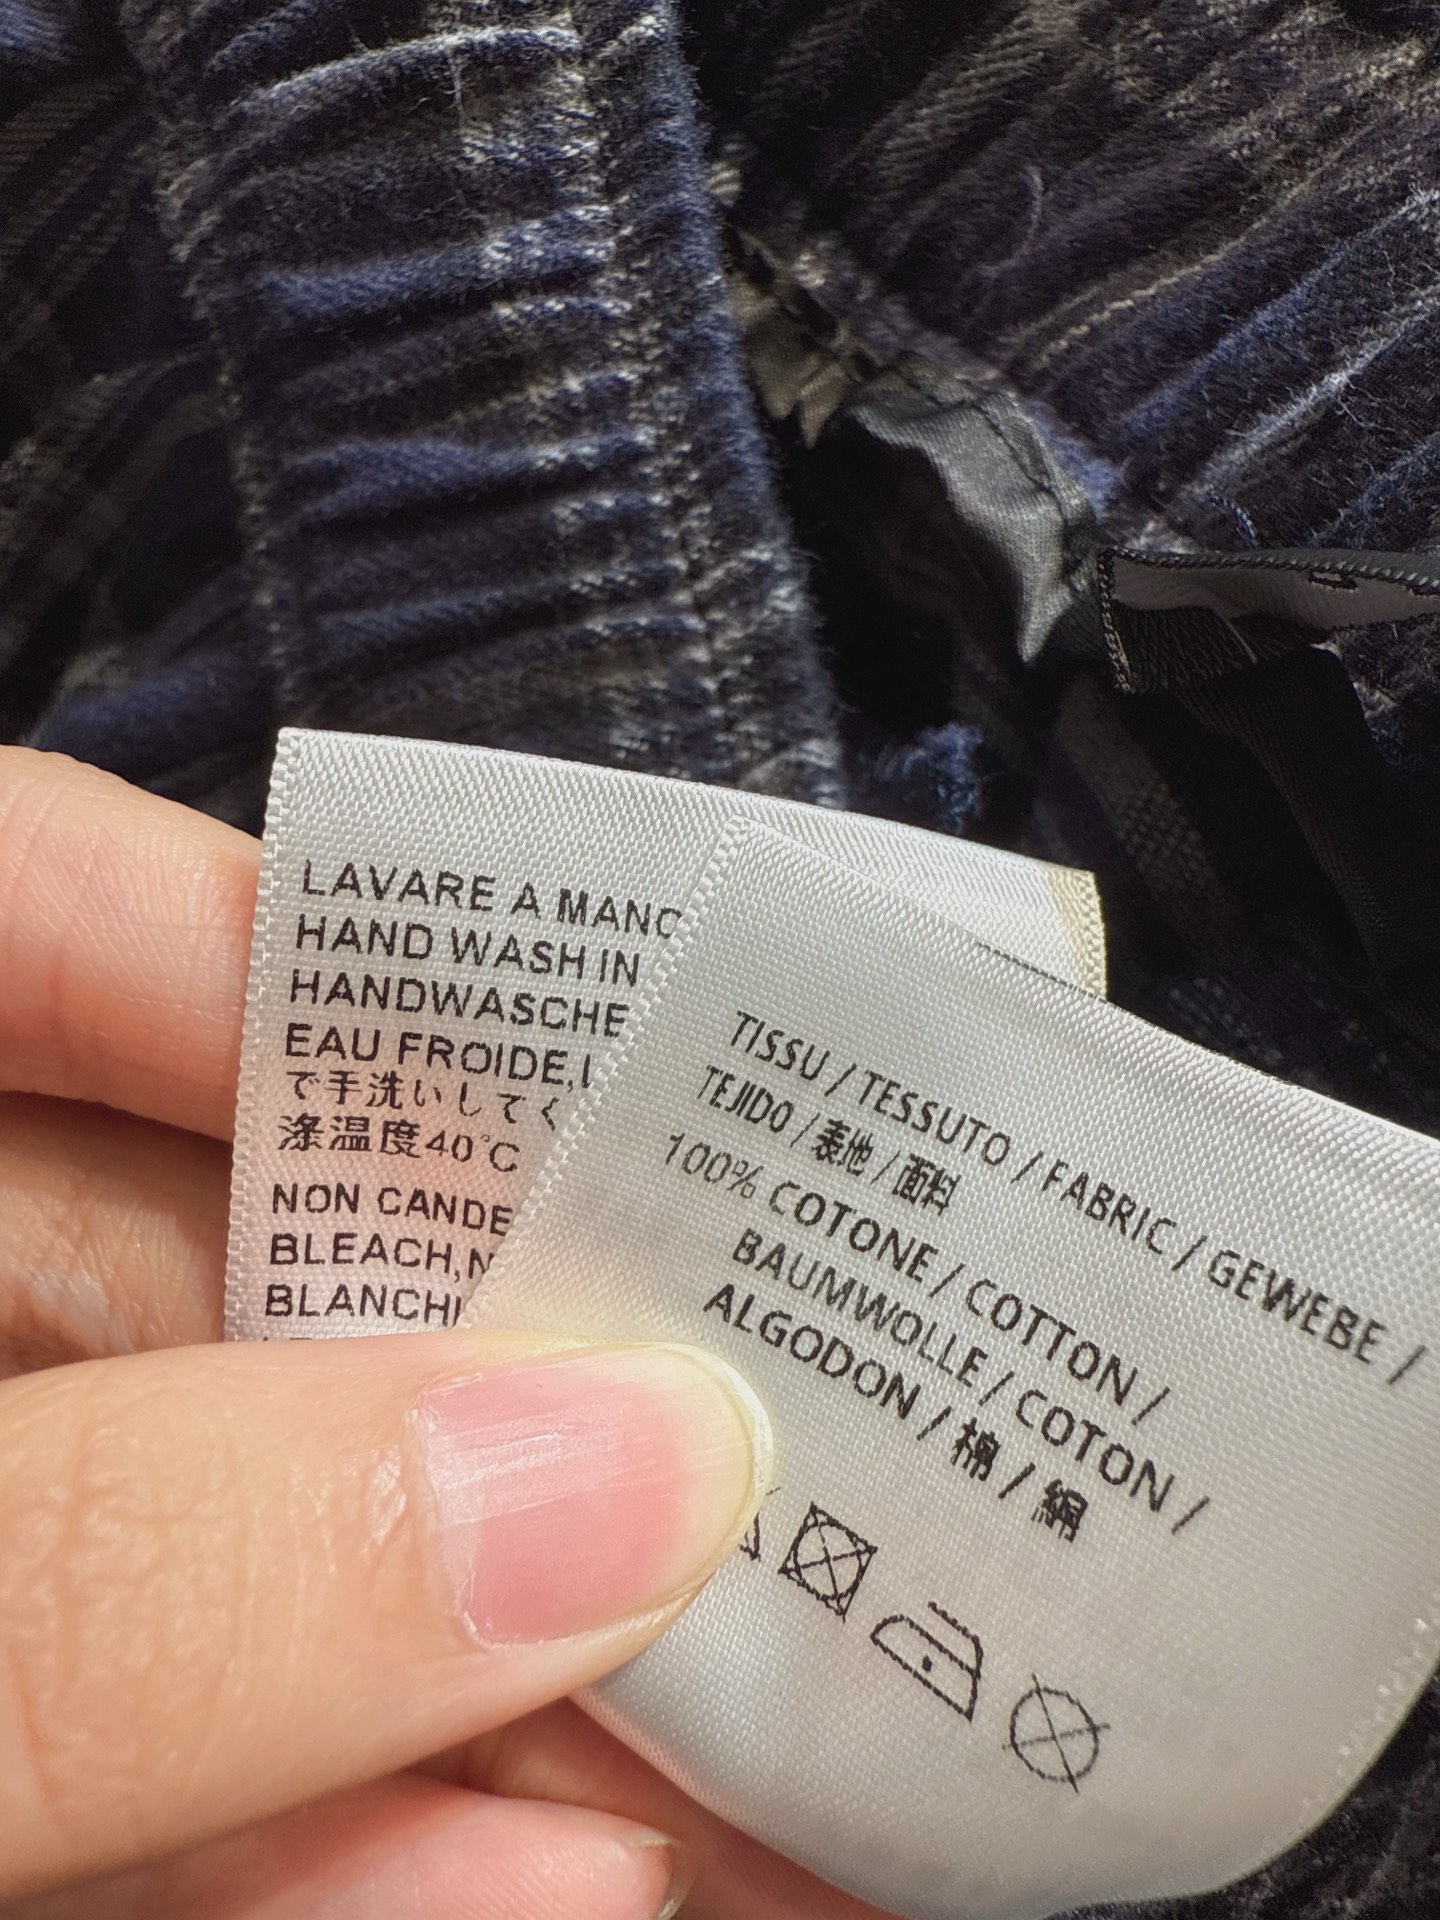 LAVARE A MANO
HAND WASH IN
HANDWASCHE
EAU FROIDE,
で手洗いしてく
涤温度40℃
NON CANDE
BLEACH,N
BLANCHI
TISSU / TESSUTO / FABRIC / GEWEBE /
TEJIDO / 表地 / 面料
100% COTONE / COTTON /
BAUMWOLLE / COTON /
ALGODON / 棉 / 綿